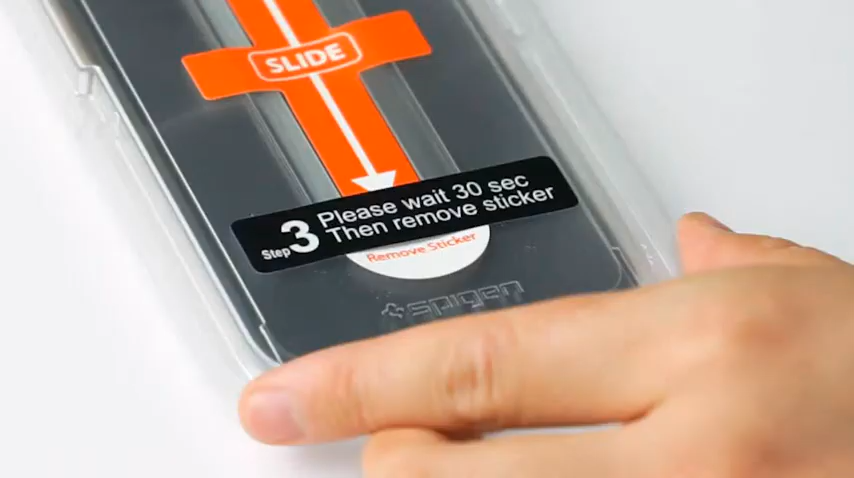 SLIDE
Step 3 Please wait 30 sec
Then remove sticker
Remove Sticker
spigen